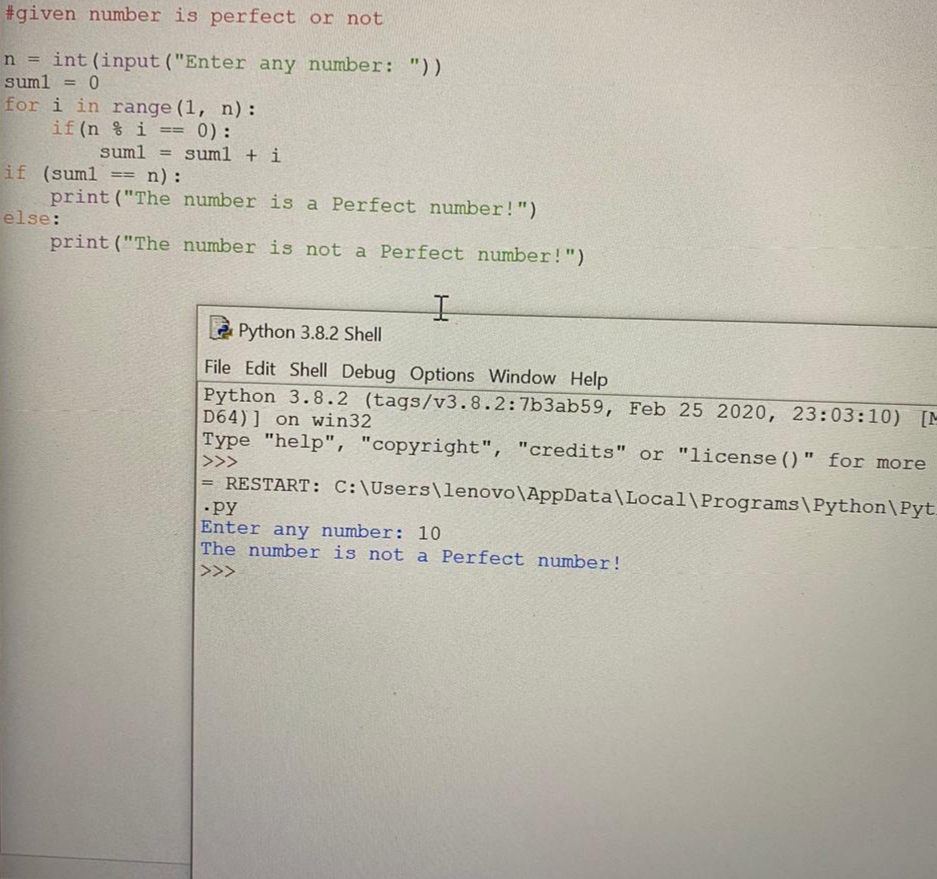 #given number is perfect or not
n = int(input("Enter any number: "))
sum1 = 0
for i in range(1, n):
    if(n % i == 0):
        sum1 = sum1 + i
if (sum1 == n):
    print("The number is a Perfect number!")
else:
    print("The number is not a Perfect number!")
Python 3.8.2 Shell
File Edit Shell Debug Options Window Help
Python 3.8.2 (tags/v3.8.2:7b3ab59, Feb 25 2020, 23:03:10) [M
D64)] on win32
Type "help", "copyright", "credits" or "license()" for more
>>>
= RESTART: C:\Users\lenovo\AppData\Local\Programs\Python\Pyt
.py
Enter any number: 10
The number is not a Perfect number!
>>>